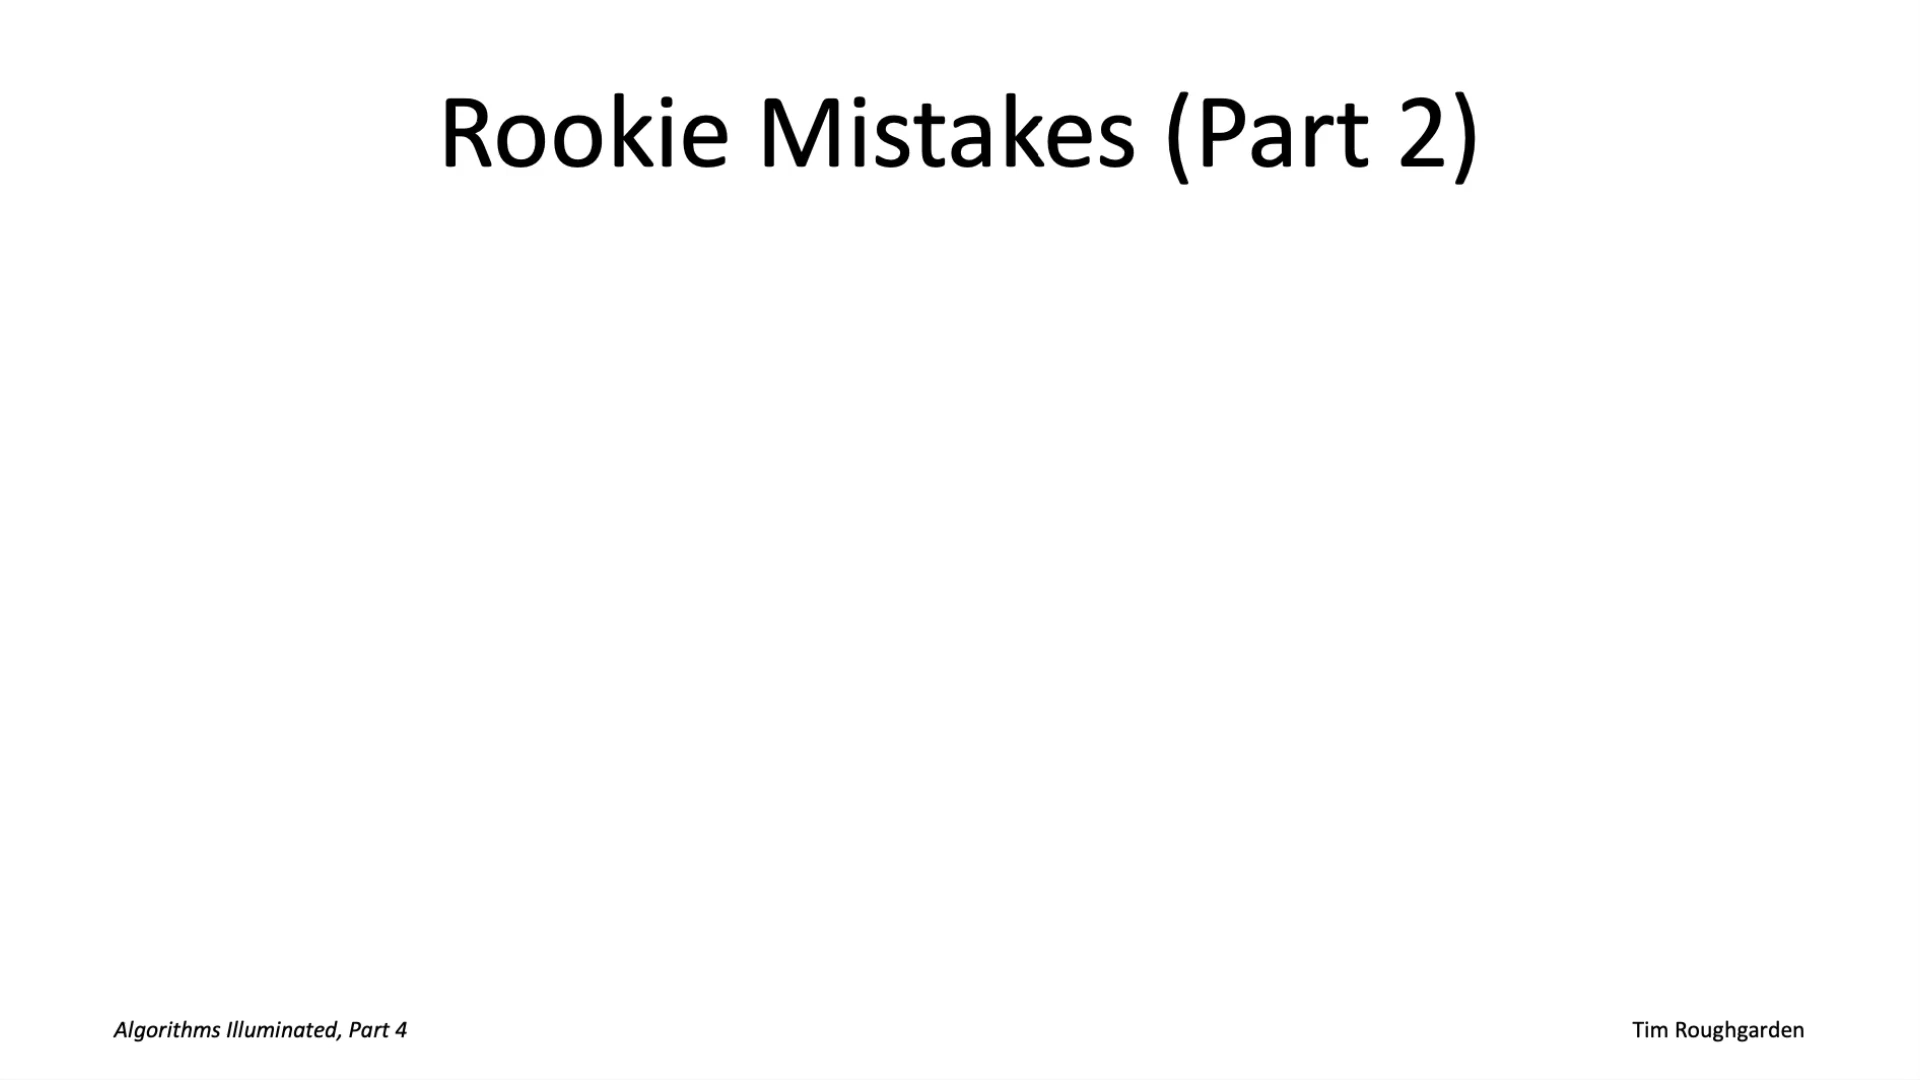 Rookie Mistakes (Part 2)
Algorithms Illuminated, Part 4
Tim Roughgarden